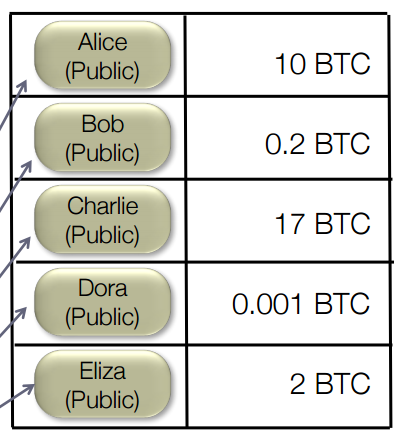 Alice
(Public)
10 BTC
Bob
(Public)
0.2 BTC
Charlie
(Public)
17 BTC
Dora
(Public)
0.001 BTC
Eliza
(Public)
2 BTC